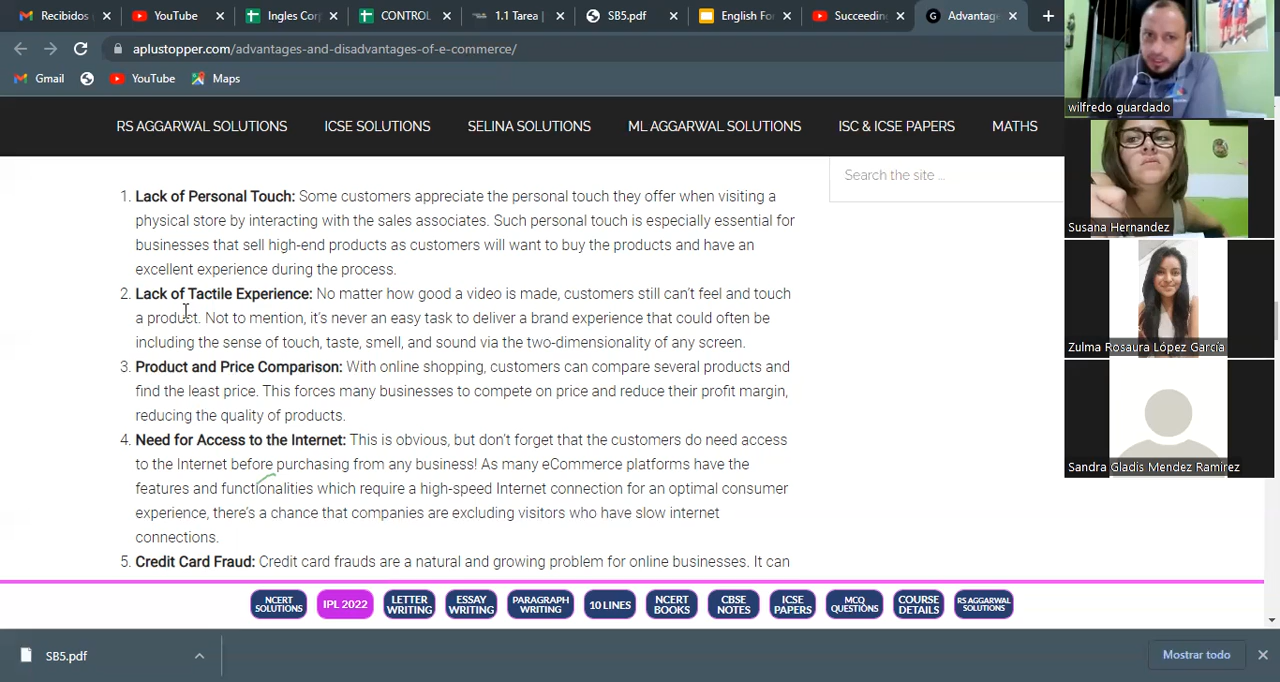 Recibidos
YouTube
Ingles Cor
CONTROL
1.1 Tarea |
SB5.pdf
English Fo
Succeeding
Advantage
aplustopper.com/advantages-and-disadvantages-of-e-commerce/
Gmail
YouTube
Maps
RS AGGARWAL SOLUTIONS
ICSE SOLUTIONS
SELINA SOLUTIONS
ML AGGARWAL SOLUTIONS
ISC & ICSE PAPERS
MATHS
Search the site ...
1. Lack of Personal Touch: Some customers appreciate the personal touch they offer when visiting a
physical store by interacting with the sales associates. Such personal touch is especially essential for
businesses that sell high-end products as customers will want to buy the products and have an
excellent experience during the process.
2. Lack of Tactile Experience: No matter how good a video is made, customers still can't feel and touch
a product. Not to mention, it's never an easy task to deliver a brand experience that could often be
including the sense of touch, taste, smell, and sound via the two-dimensionality of any screen.
3. Product and Price Comparison: With online shopping, customers can compare several products and
find the least price. This forces many businesses to compete on price and reduce their profit margin,
reducing the quality of products.
4. Need for Access to the Internet: This is obvious, but don't forget that the customers do need access
to the Internet before purchasing from any business! As many eCommerce platforms have the
features and functionalities which require a high-speed Internet connection for an optimal consumer
experience, there's a chance that companies are excluding visitors who have slow internet
connections.
5. Credit Card Fraud: Credit card frauds are a natural and growing problem for online businesses. It can
NCERT
SOLUTIONS
IPL 2022
LETTER
WRITING
ESSAY
WRITING
PARAGRAPH
WRITING
10 LINES
NCERT
BOOKS
CBSE
NOTES
ICSE
PAPERS
MCQ
QUESTIONS
COURSE
DETAILS
RS AGGARWAL
SOLUTIONS
SB5.pdf
Mostrar todo
wilfredo guardado
Susana Hernandez
Zulma Rosaura López García
Sandra Gladis Mendez Ramirez